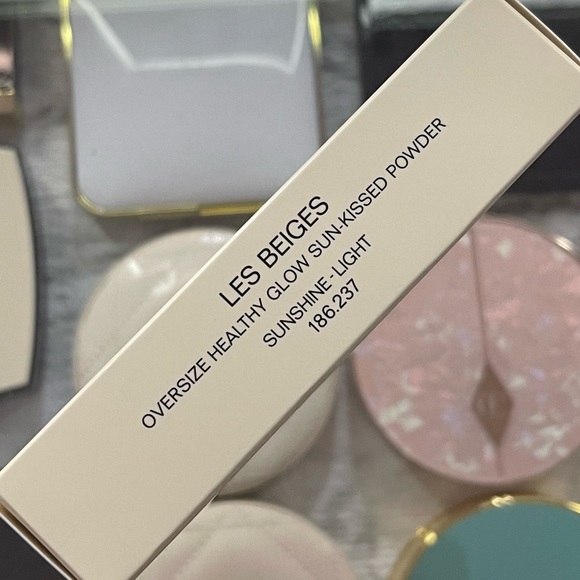 LES BEIGES
OVERSIZE HEALTHY GLOW SUN-KISSED POWDER
SUNSHINE - LIGHT
186.237